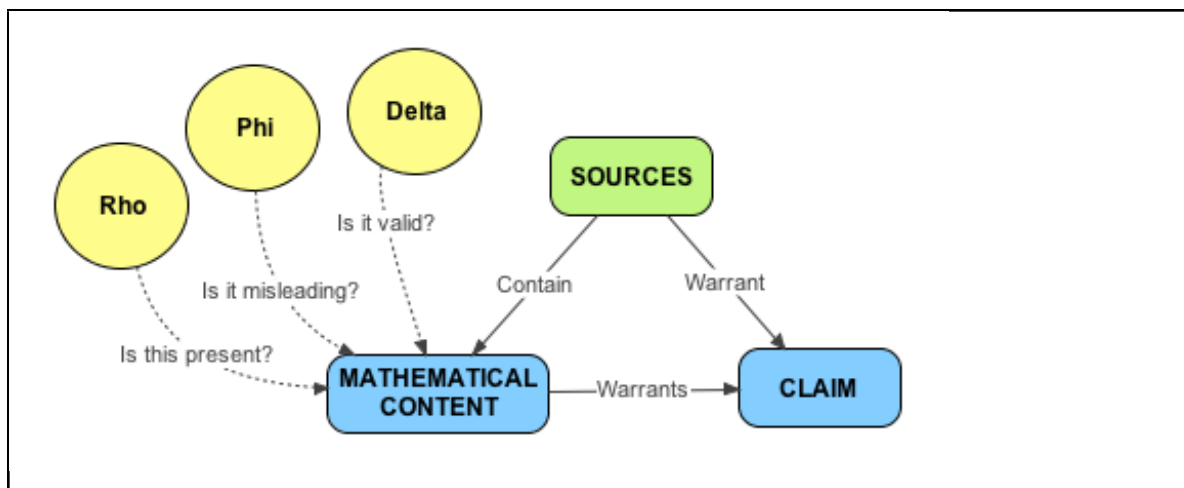 Delta
Phi
Rho
SOURCES
Is it valid?
Contain
Warrant
Is it misleading?
Is this present?
MATHEMATICAL
CONTENT
Warrants
CLAIM